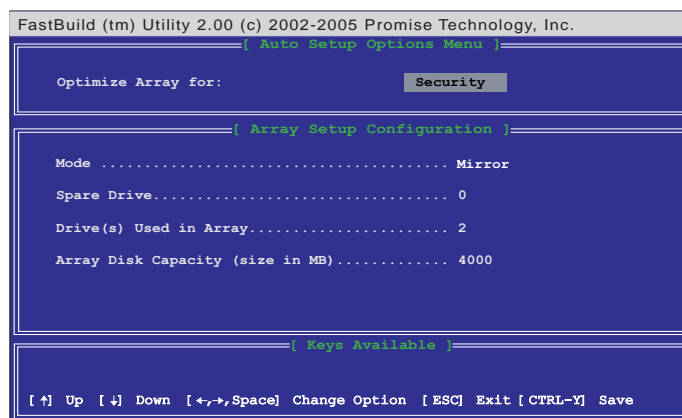 FastBuild (tm) Utility 2.00 (c) 2002-2005 Promise Technology, Inc.
[ Auto Setup Options Menu ]
Optimize Array for: Security
[ Array Setup Configuration ]
Mode ........................................ Mirror
Spare Drive.................................. 0
Drive(s) Used in Array....................... 2
Array Disk Capacity (size in MB)............. 4000
[ Keys Available ]
[↑] Up [↓] Down [←,→,Space] Change Option [ESC] Exit [CTRL-Y] Save